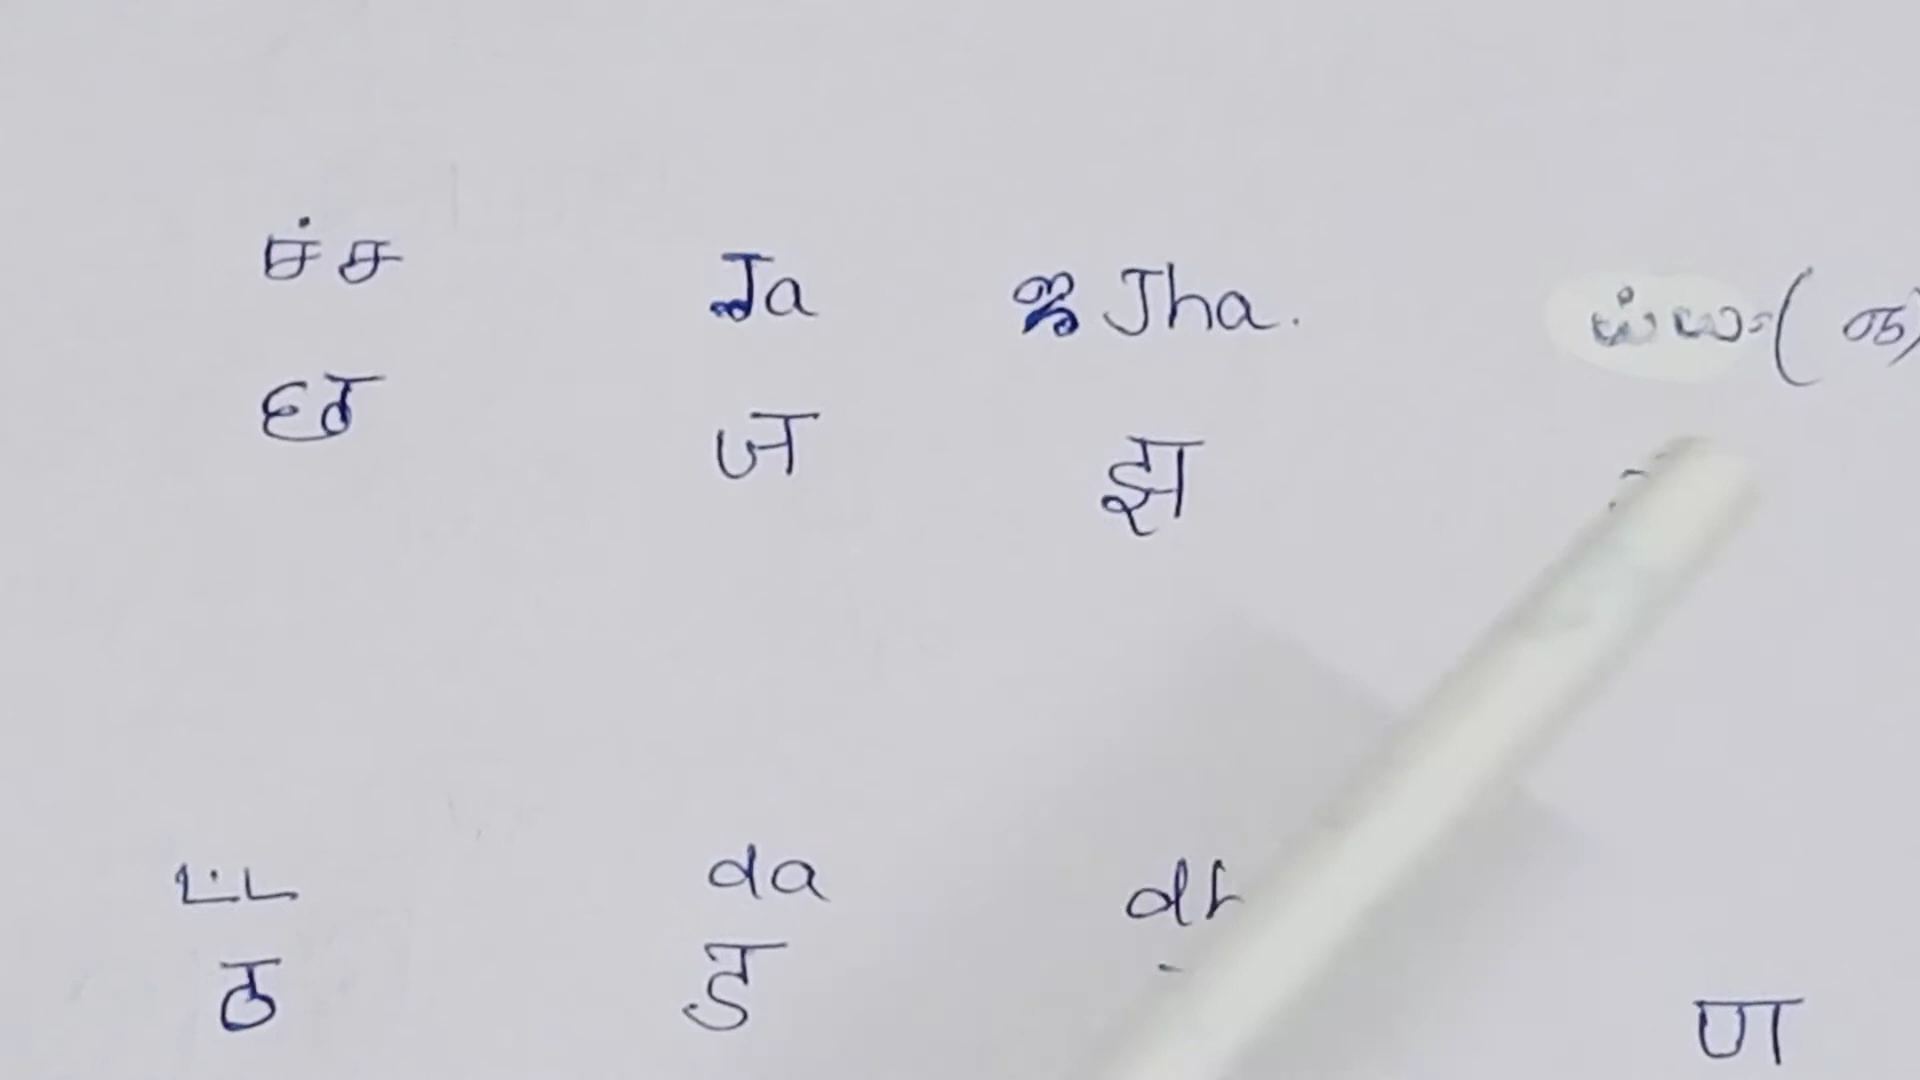 ச்ச Ja ஜ Jha.
छ ज झ
ட்ட da
ठ ड ण